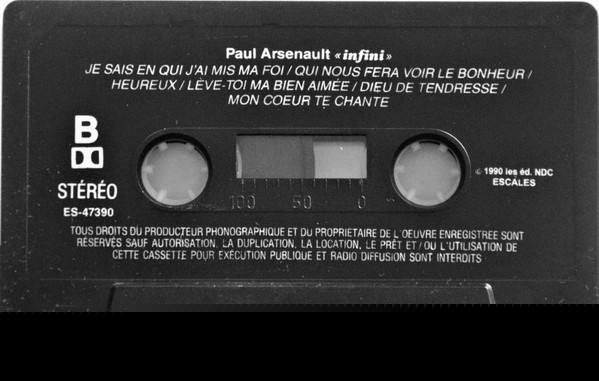 Paul Arsenault «infini»
JE SAIS EN QUI J'AI MIS MA FOI / QUI NOUS FERA VOIR LE BONHEUR /
HEUREUX / LÈVE-TOI MA BIEN AIMÉE / DIEU DE TENDRESSE /
MON COEUR TE CHANTE
B
STÉRÉO
ES-47390
100 50 0
© 1990 les éd. NDC
ESCALES
TOUS DROITS DU PRODUCTEUR PHONOGRAPHIQUE ET DU PROPRIETAIRE DE L'OEUVRE ENREGISTREE SONT
RÉSERVÉS SAUF AUTORISATION, LA DUPLICATION, LA LOCATION, LE PRÊT ET / OU L'UTILISATION DE
CETTE CASSETTE POUR EXÉCUTION PUBLIQUE ET RADIO DIFFUSION SONT INTERDITS